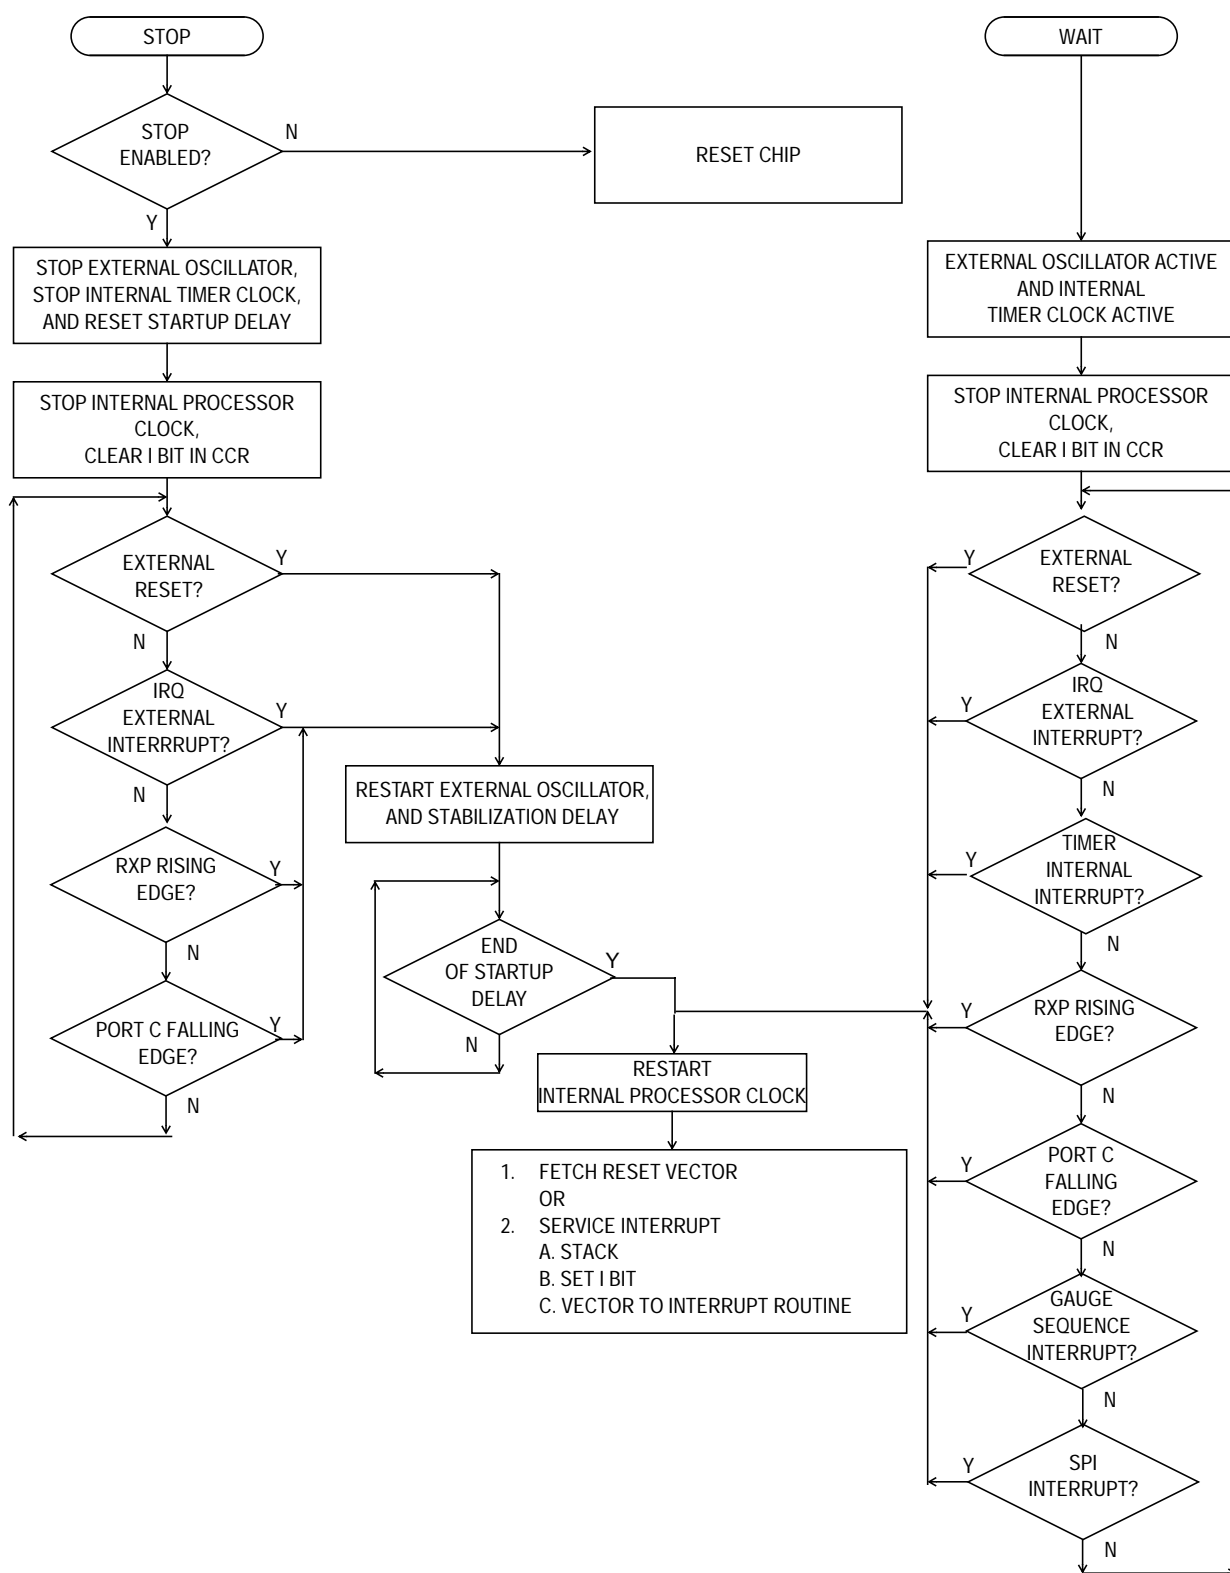 STOP
STOP
ENABLED?
N
Y
RESET CHIP
STOP EXTERNAL OSCILLATOR,
STOP INTERNAL TIMER CLOCK,
AND RESET STARTUP DELAY
STOP INTERNAL PROCESSOR
CLOCK,
CLEAR I BIT IN CCR
EXTERNAL
RESET?
Y
N
IRQ
EXTERNAL
INTERRRUPT?
Y
N
RXP RISING
EDGE?
Y
N
PORT C FALLING
EDGE?
Y
N
RESTART EXTERNAL OSCILLATOR,
AND STABILIZATION DELAY
END
OF STARTUP
DELAY
Y
N
RESTART
INTERNAL PROCESSOR CLOCK
1. FETCH RESET VECTOR
OR
2. SERVICE INTERRUPT
A. STACK
B. SET I BIT
C. VECTOR TO INTERRUPT ROUTINE
WAIT
EXTERNAL OSCILLATOR ACTIVE
AND INTERNAL
TIMER CLOCK ACTIVE
STOP INTERNAL PROCESSOR
CLOCK,
CLEAR I BIT IN CCR
EXTERNAL
RESET?
Y
N
IRQ
EXTERNAL
INTERRUPT?
Y
N
TIMER
INTERNAL
INTERRUPT?
Y
N
RXP RISING
EDGE?
Y
N
PORT C
FALLING
EDGE?
Y
N
GAUGE
SEQUENCE
INTERRUPT?
Y
N
SPI
INTERRUPT?
Y
N